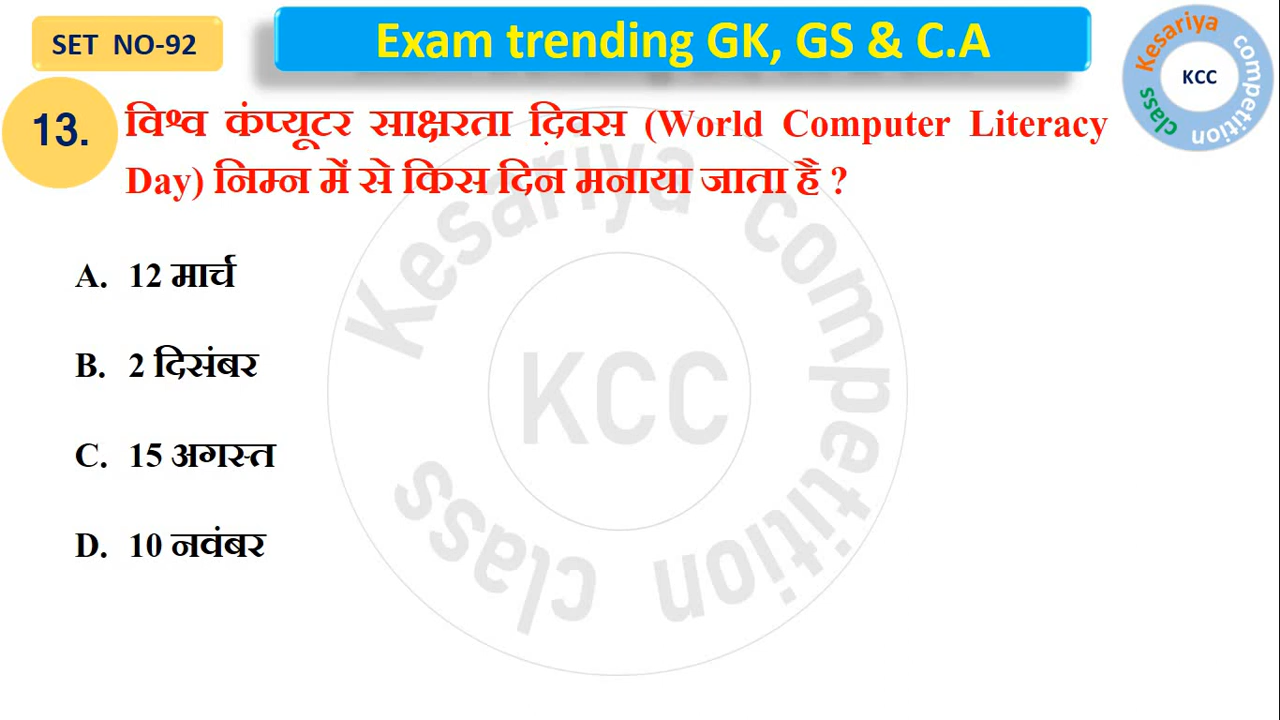 SET NO-92
Exam trending GK, GS & C.A
Kesariya competition class
KCC
13.
विश्व कंप्यूटर साक्षरता द़िवस (World Computer Literacy
Day) निम्न में से किस दिन मनाया जाता है ?
A. 12 मार्च
B. 2 दिसंबर
C. 15 अगस्त
D. 10 नवंबर
Kesariya competition class
KCC